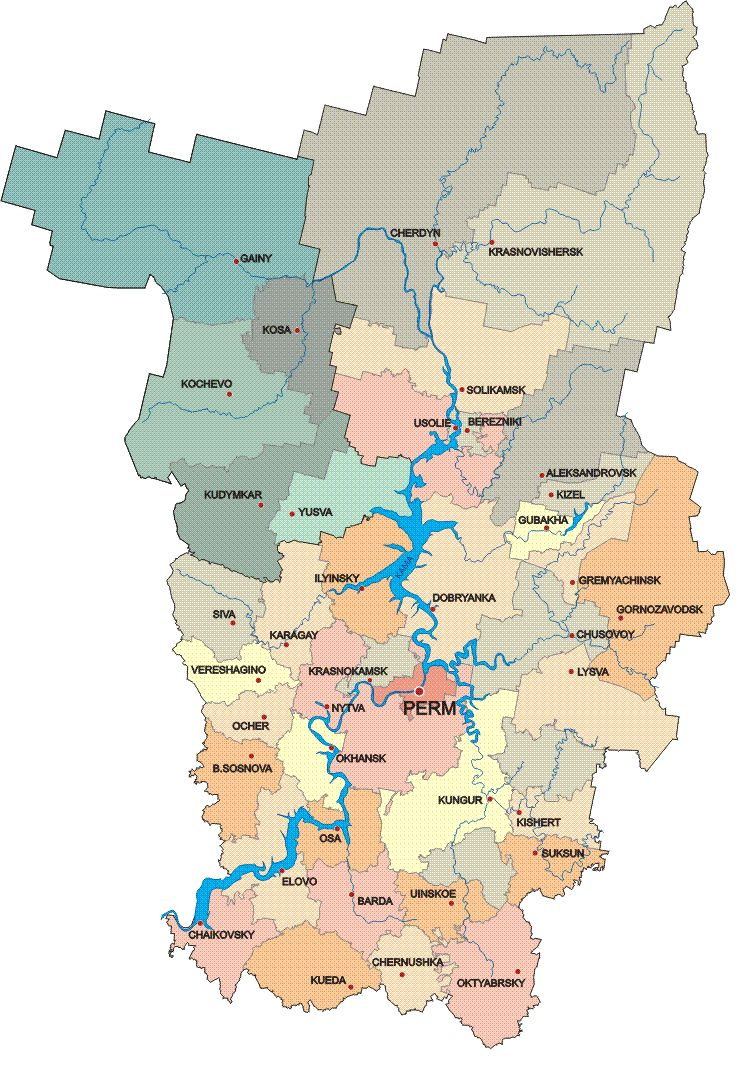 CHERDYN
KRASNOVISHERSK
GAINY
KOSA
KOCHEVO
SOLIKAMSK
USOLIE
BEREZNIKI
ALEKSANDROVSK
KUDYMKAR
KIZEL
YUSVA
GUBAKHA
KAMA
ILYINSKY
GREMYACHINSK
DOBRYANKA
SIVA
GORNOZAVODSK
KARAGAY
CHUSOVOY
VERESHAGINO
KRASNOKAMSK
LYSVA
NYTVA
PERM
OCHER
OKHANSK
B.SOSNOVA
KUNGUR
KISHERT
OSA
SUKSUN
ELOVO
UINSKOE
BARDA
CHAIKOVSKY
CHERNUSHKA
KUEDA
OKTYABRSKY